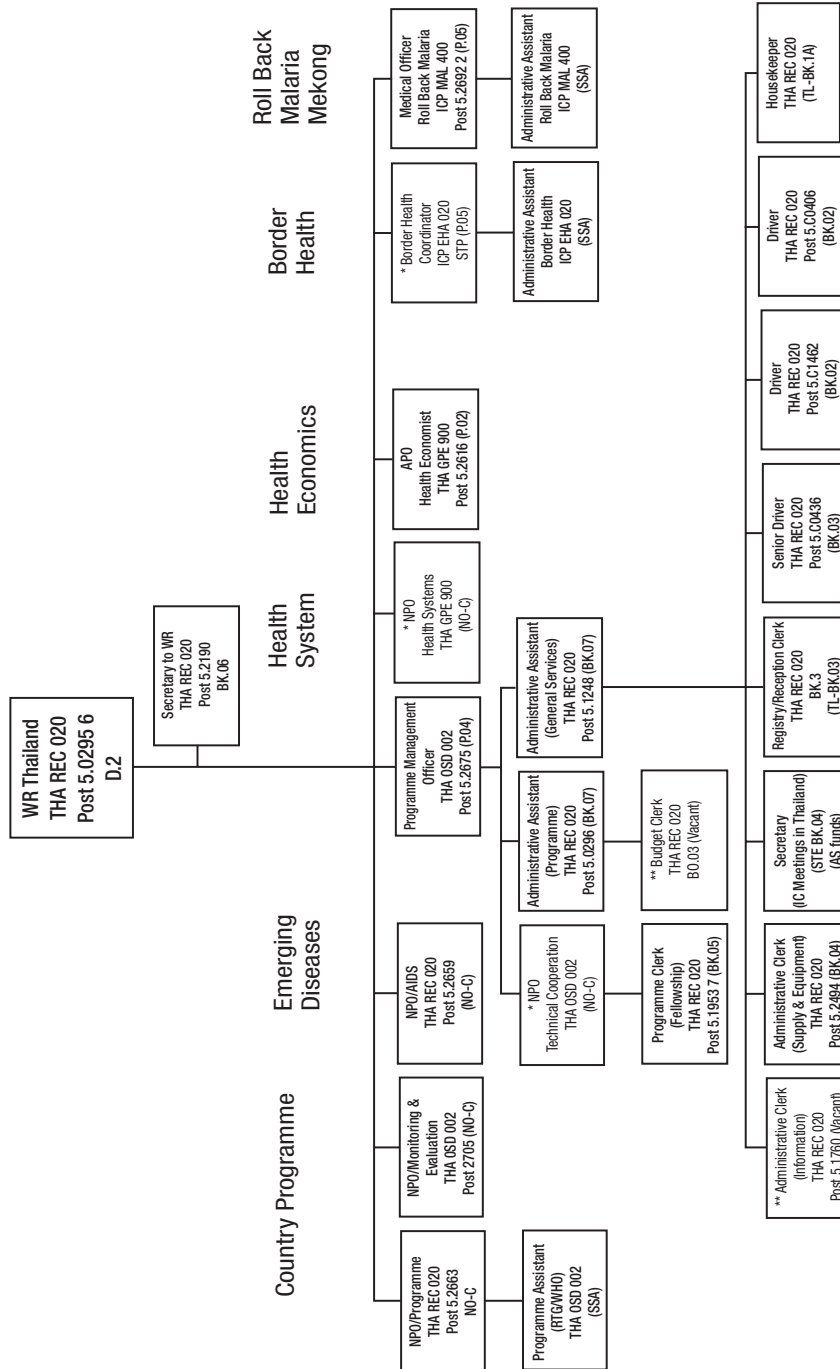 WR Thailand
THA REC 020
Post 5.0295 6
D.2
Secretary to WR
THA REC 020
Post 5.2190
BK.06
Country Programme
Emerging
Diseases
Health
System
Health
Economics
Border
Health
Roll Back
Malaria
Mekong
NPO/Programme
THA REC 020
Post 5.2663
NO-C
NPO/Monitoring &
Evaluation
THA OSD 002
Post 2705 (NO-C)
NPO/AIDS
THA REC 020
Post 5.2659
(NO-C)
Programme Management
Officer
THA OSD 002
Post 5.2675 (P.04)
* NPO
Health Systems
THA GPE 900
(NO-C)
APO
Health Economist
THA GPE 900
Post 5.2616 (P.02)
* Border Health
Coordinator
ICP EHA 020
STP (P.05)
Medical Officer
Roll Back Malaria
ICP MAL 400
Post 5.2692 2 (P.05)
Programme Assistant
(RTG/WHO)
THA OSD 002
(SSA)
* NPO
Technical Cooperation
THA OSD 002
(NO-C)
Administrative Assistant
(Programme)
THA REC 020
Post 5.0296 (BK.07)
Administrative Assistant
(General Services)
THA REC 020
Post 5.1248 (BK.07)
Administrative Assistant
Border Health
ICP EHA 020
(SSA)
Administrative Assistant
Roll Back Malaria
ICP MAL 400
(SSA)
Programme Clerk
(Fellowship)
THA REC 020
Post 5.1953 7 (BK.05)
** Budget Clerk
THA REC 020
BO.03 (Vacant)
** Administrative Clerk
(Information)
THA REC 020
Post 5.1760 (Vacant)
Administrative Clerk
(Supply & Equipment)
THA REC 020
Post 5.2494 (BK.04)
Secretary
(IC Meetings in Thailand)
(STE BK.04)
(AS funds)
Registry/Reception Clerk
THA REC 020
BK.3
(TL-BK.03)
Senior Driver
THA REC 020
Post 5.C0436
(BK.03)
Driver
THA REC 020
Post 5.C1462
(BK.02)
Driver
THA REC 020
Post 5.C0406
(BK.02)
Housekeeper
THA REC 020
(TL-BK.1A)